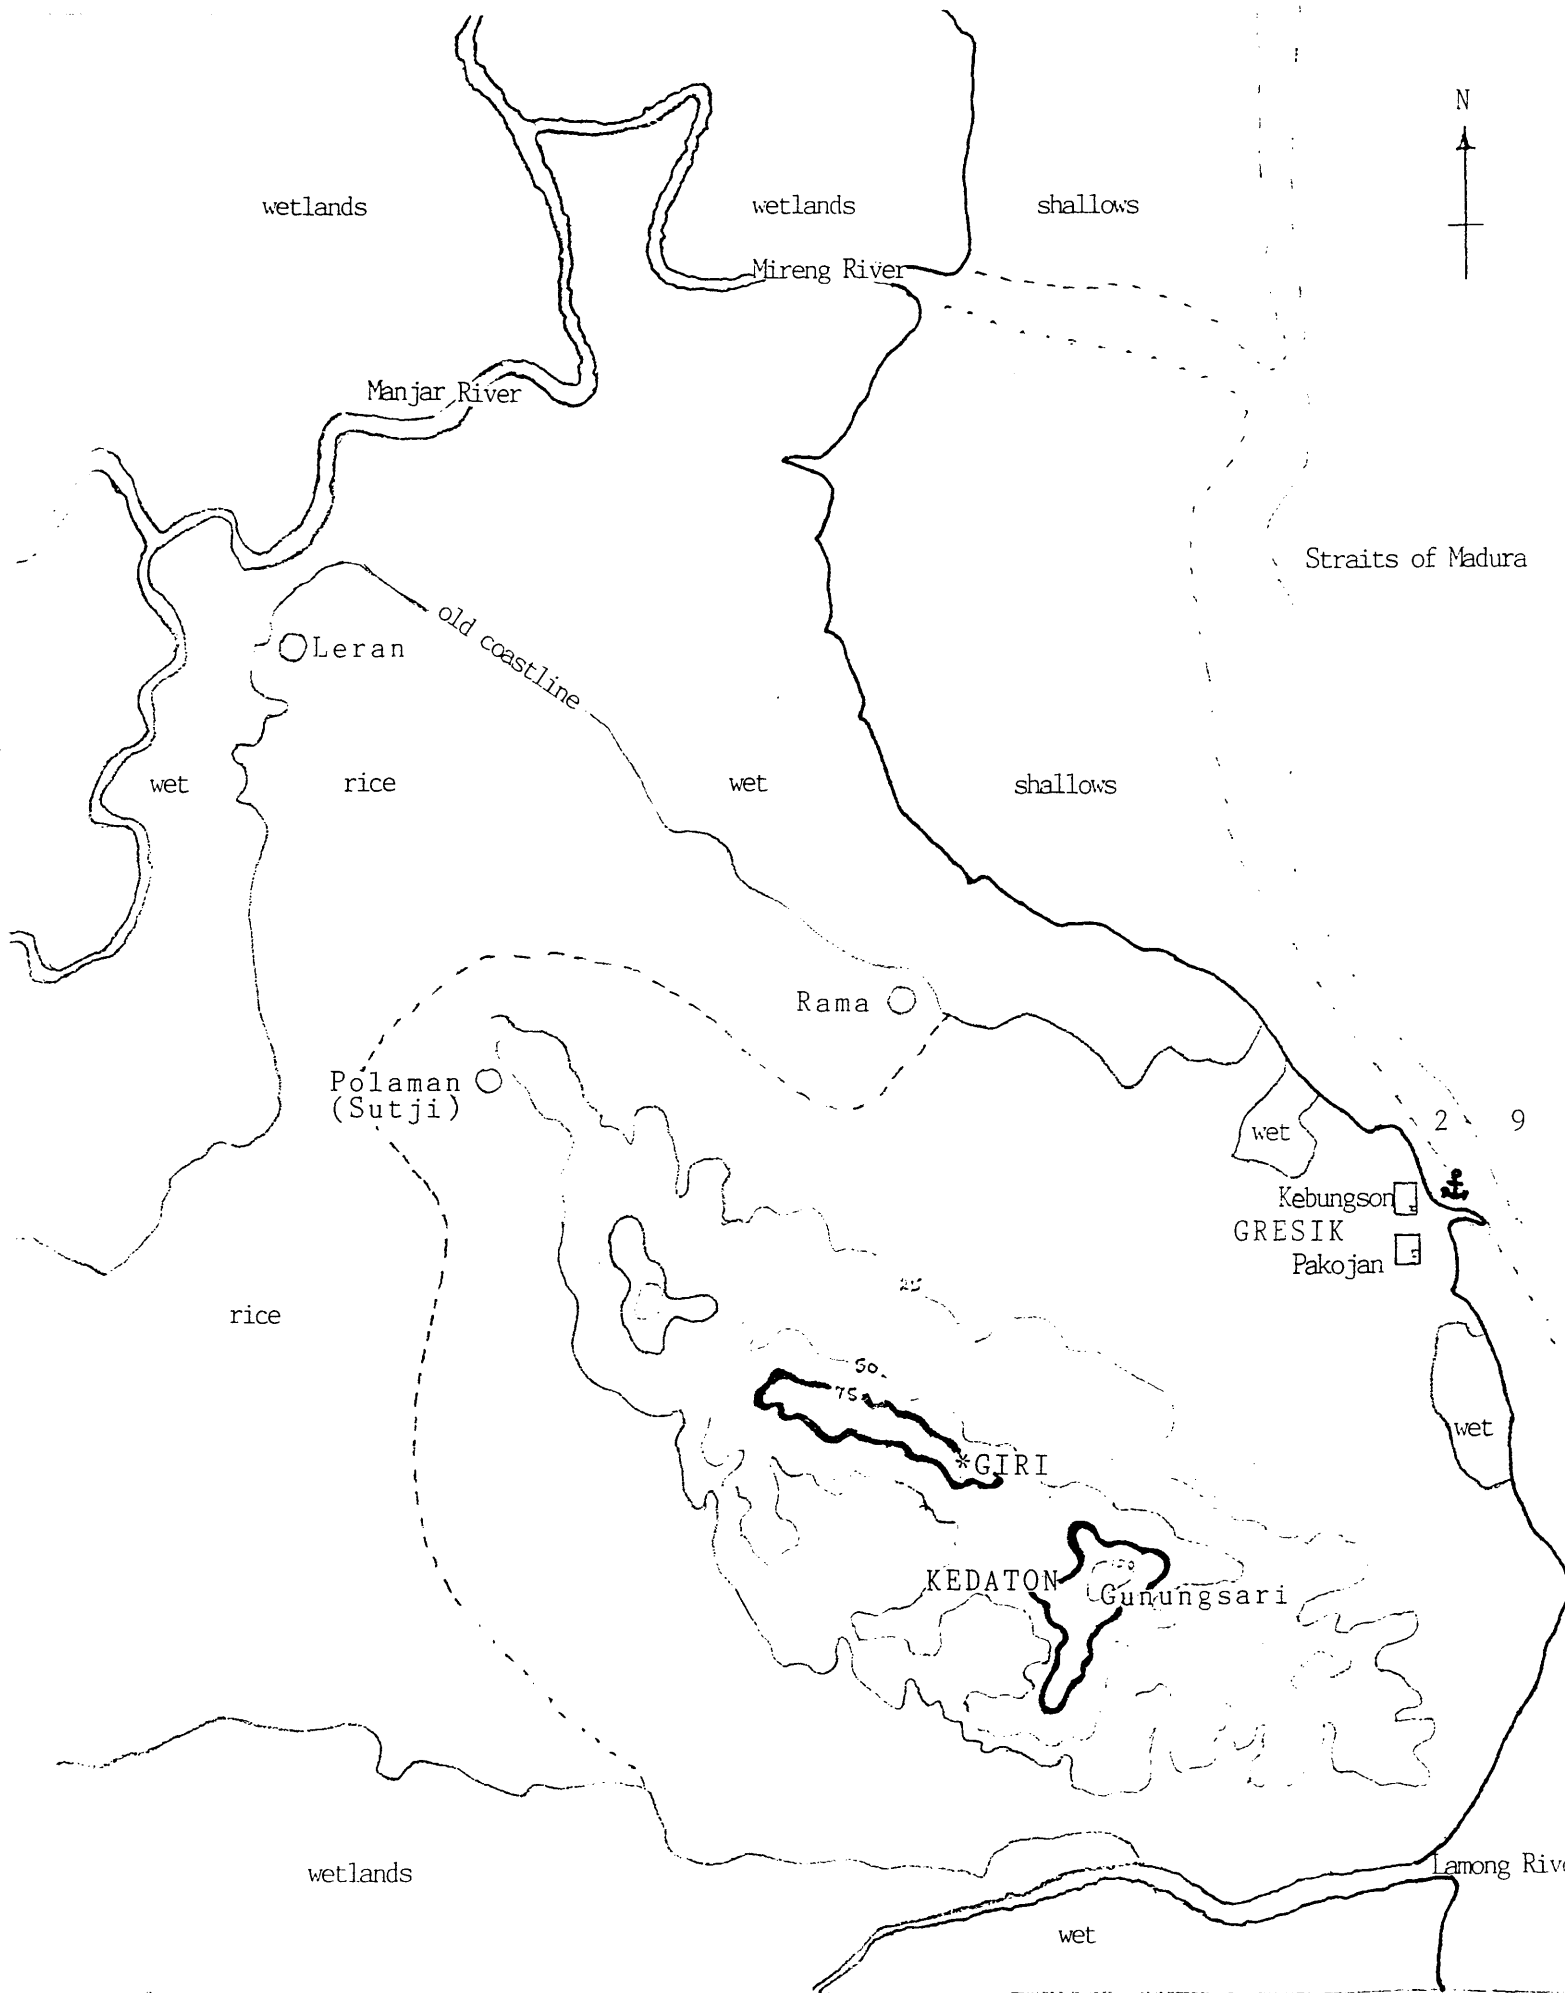 N
wetlands
wetlands
shallows
Mireng River
Manjar River
Straits of Madura
old coastline
Leran
wet
rice
wet
shallows
Rama
Polaman
(Sutji)
2
9
wet
Kebungson
GRESIK
Pakojan
25
rice
50
75
wet
*GIRI
KEDATON
Gunungsari
wetlands
Lamong Riv
wet